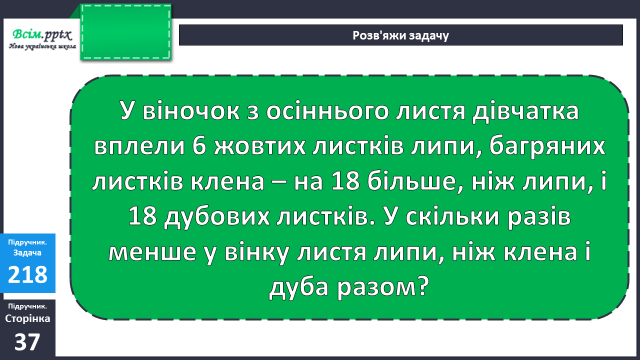 Всім.pptx
Нова українська школа
Розв'яжи задачу
У віночок з осіннього листя дівчатка
вплели 6 жовтих листків липи, багряних
листків клена – на 18 більше, ніж липи, і
18 дубових листків. У скільки разів
менше у вінку листя липи, ніж клена і
дуба разом?
Підручник.
Задача
218
Підручник.
Сторінка
37